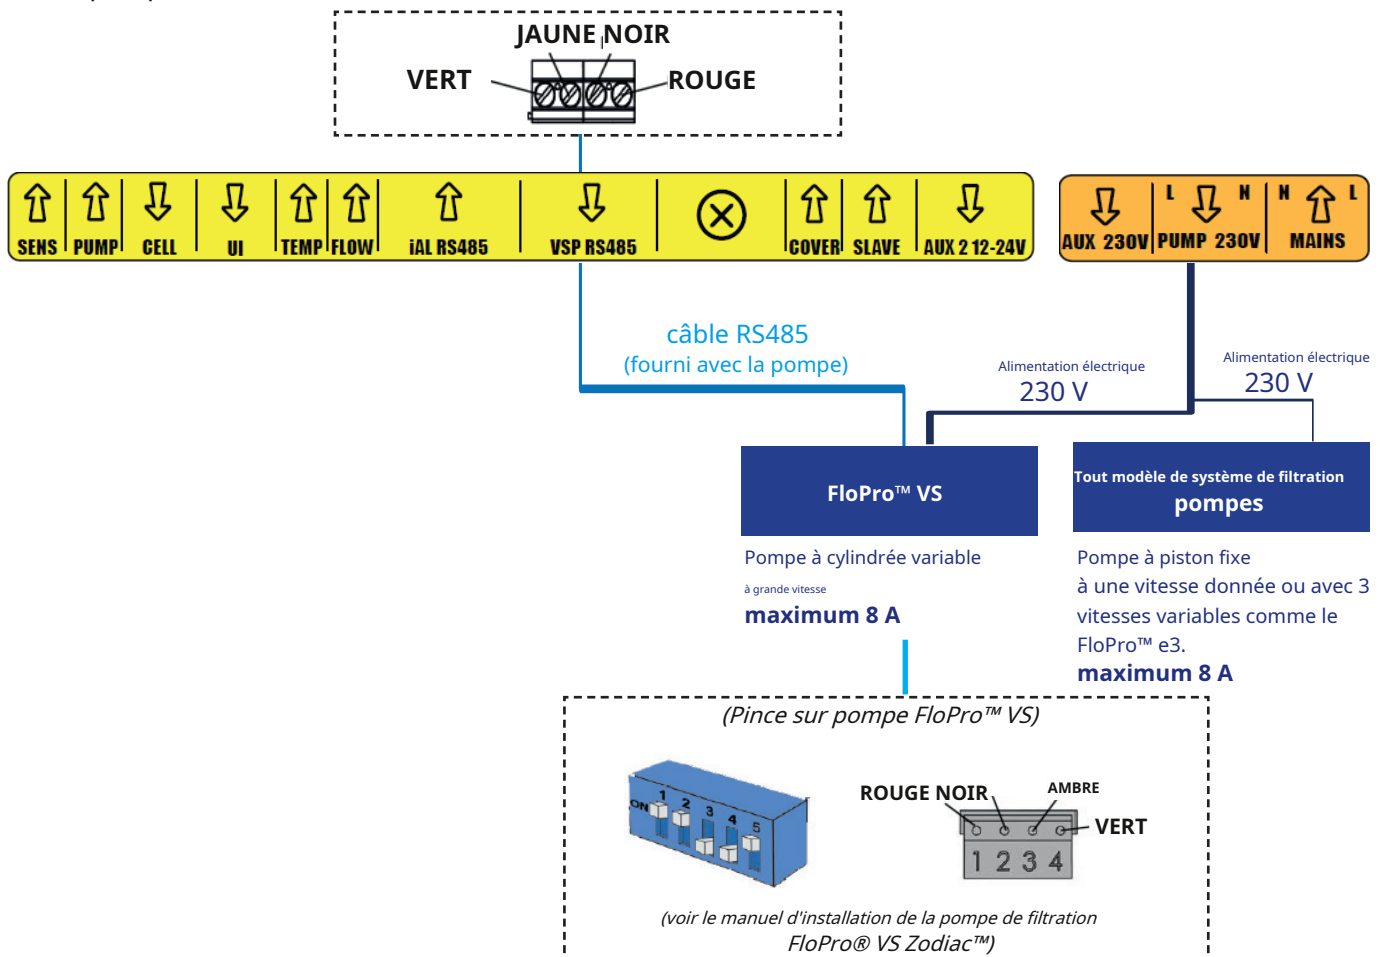 JAUNE NOIR
VERT
ROUGE
SENS
PUMP
CELL
UI
TEMP
FLOW
iAL RS485
VSP RS485
COVER
SLAVE
AUX 2 12-24V
AUX 230V
L N
PUMP 230V
N L
MAINS
câble RS485
(fourni avec la pompe)
Alimentation électrique
230 V
Alimentation électrique
230 V
FloPro™ VS
Tout modèle de système de filtration
pompes
Pompe à cylindrée variable
à grande vitesse
maximum 8 A
Pompe à piston fixe
à une vitesse donnée ou avec 3
vitesses variables comme le
FloPro™ e3.
maximum 8 A
(Pince sur pompe FloPro™ VS)
ON 1 2 3 4 5
ROUGE NOIR
AMBRE
VERT
1 2 3 4
(voir le manuel d'installation de la pompe de filtration
FloPro® VS Zodiac™)